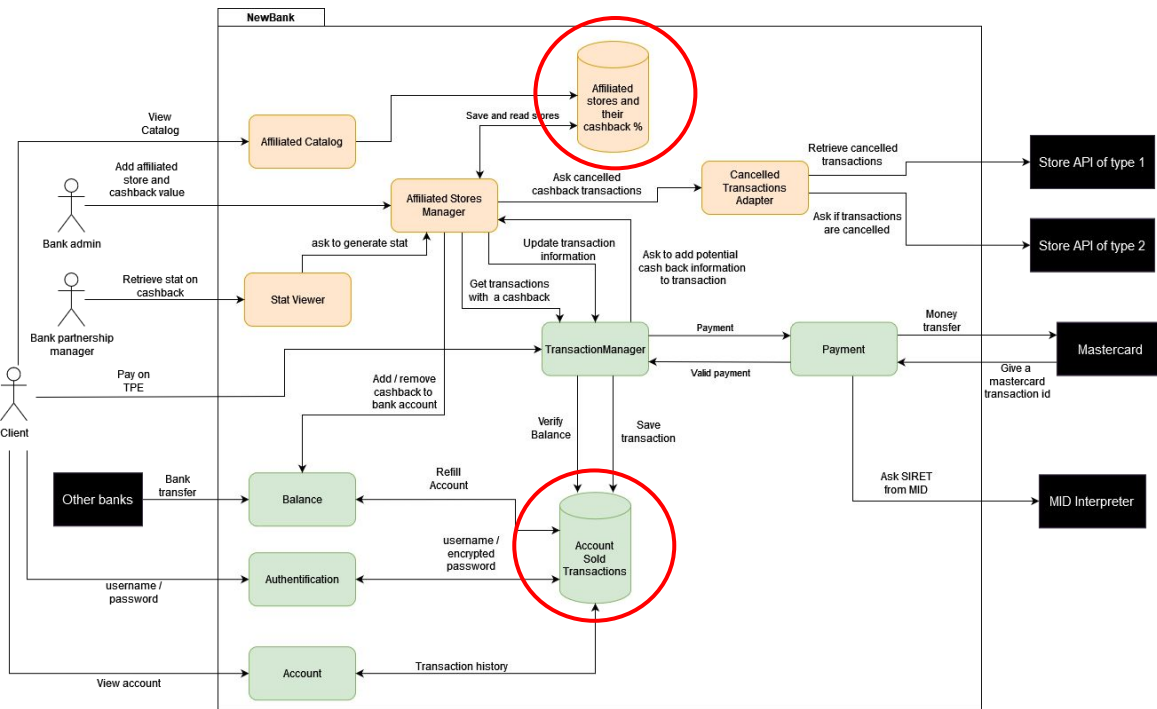 NewBank
View
Catalog
Affiliated Catalog
Affiliated
stores and
their
cashback %
Save and read stores
Add affiliated
store and
cashback value
Bank admin
Affiliated Stores
Manager
Ask cancelled
cashback transactions
Cancelled
Transactions
Adapter
Retrieve cancelled
transactions
Store API of type 1
Ask if transactions
are cancelled
Store API of type 2
ask to generate stat
Update transaction
information
Ask to add potential
cash back information
to transaction
Retrieve stat on
cashback
Bank partnership
manager
Stat Viewer
Get transactions
with a cashback
TransactionManager
Payment
Valid payment
Payment
Money
transfer
Mastercard
Give a
mastercard
transaction id
Pay on
TPE
Client
Add / remove
cashback to
bank account
Verify
Balance
Save
transaction
Other banks
Bank
transfer
Balance
Refill
Account
Ask SIRET
from MID
MID Interpreter
username /
encrypted
password
Account
Sold
Transactions
username /
password
Authentification
View account
Account
Transaction history